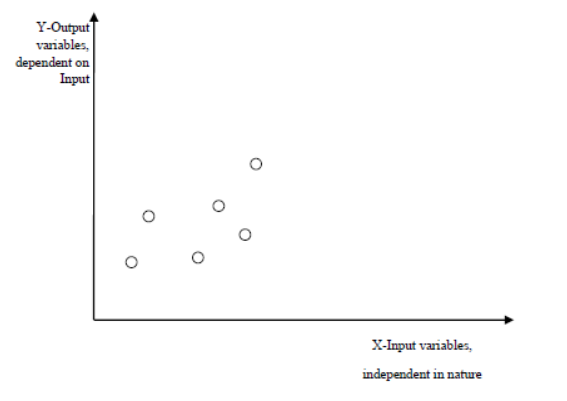 Y-Output
variables,
dependent on
Input
X-Input variables,
independent in nature